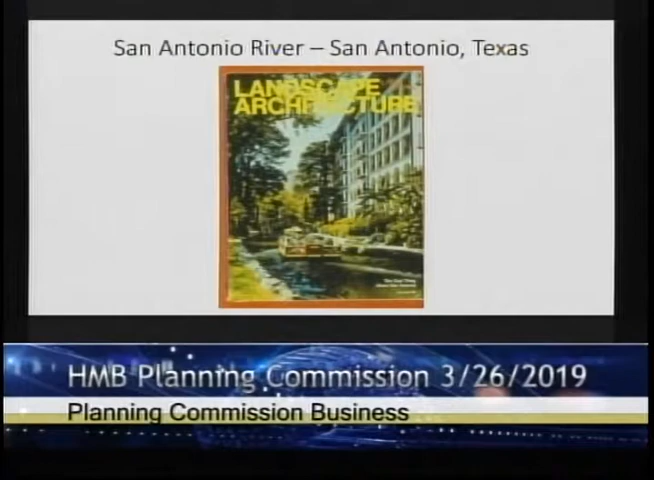 San Antonio River – San Antonio, Texas
LANDSCAPE
ARCHITECTURE
HMB Planning Commission 3/26/2019
Planning Commission Business